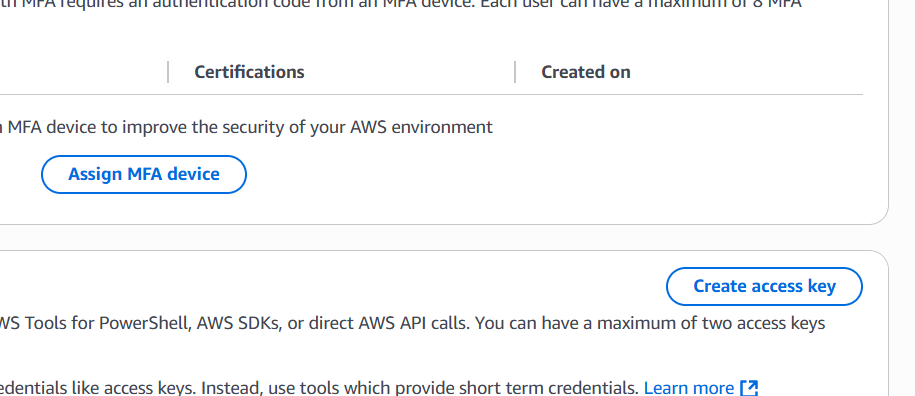 th MFA requires an authentication code from an MFA device. Each user can have a maximum of 8 MFA
Certifications
Created on
MFA device to improve the security of your AWS environment
Assign MFA device
Create access key
WS Tools for PowerShell, AWS SDKs, or direct AWS API calls. You can have a maximum of two access keys
edentials like access keys. Instead, use tools which provide short term credentials. Learn more